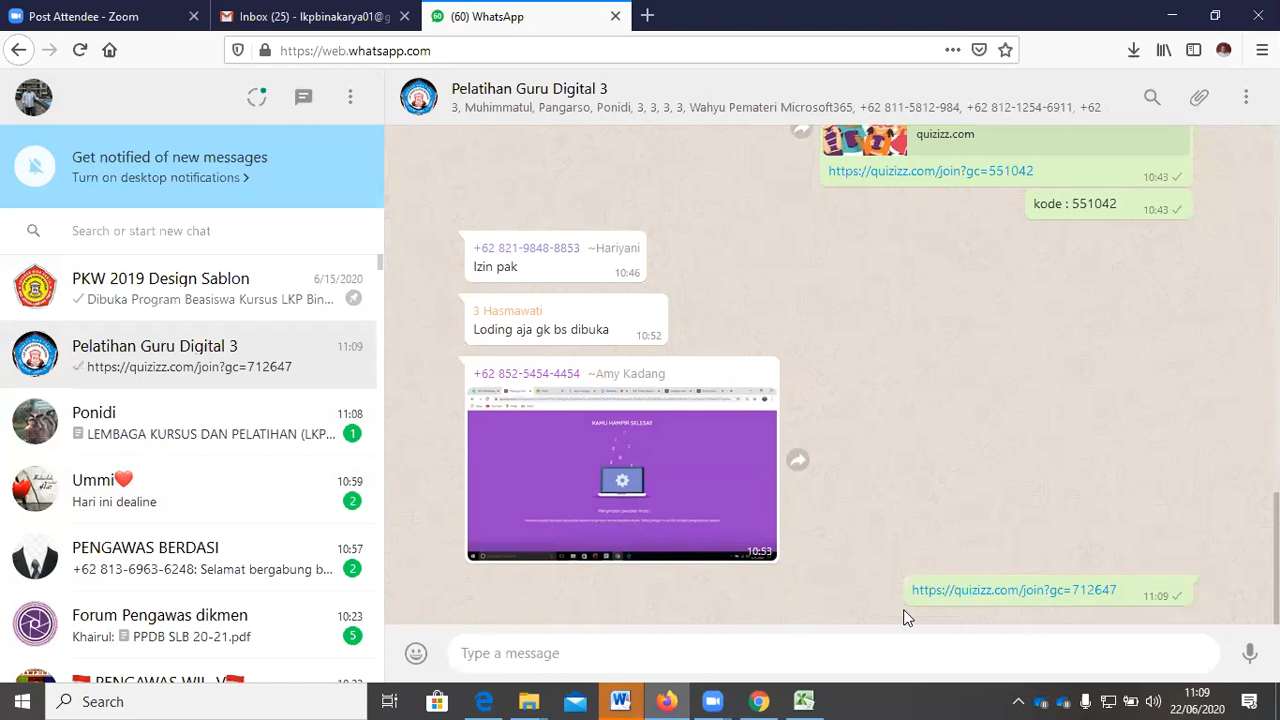 Post Attendee - Zoom
Inbox (25) - lkpbinakarya01@g
(60) WhatsApp
https://web.whatsapp.com
Get notified of new messages
Turn on desktop notifications >
Search or start new chat
PKW 2019 Design Sablon
6/15/2020
Dibuka Program Beasiswa Kursus LKP Bin...
Pelatihan Guru Digital 3
11:09
https://quizizz.com/join?gc=712647
Ponidi
11:08
LEMBAGA KURSUS DAN PELATIHAN (LKP...
1
Ummi❤️
10:59
Hari ini dealine
2
PENGAWAS BERDASI
10:57
+62 813-6963-6248: Selamat bergabung b...
2
Forum Pengawas dikmen
10:23
Khairul: PPDB SLB 20-21.pdf
5
Pelatihan Guru Digital 3
3, Muhimmatul, Pangarso, Ponidi, 3, 3, 3, 3, Wahyu Pemateri Microsoft365, +62 811-5812-984, +62 812-1254-6911, +62
quizizz.com
https://quizizz.com/join?gc=551042
10:43
kode : 551042
10:43
+62 821-9848-8853 ~Hariyani
Izin pak
10:46
3 Hasmawati
Loding aja gk bs dibuka
10:52
+62 852-5454-4454 ~Amy Kadang
KAMU HAMPIR SELESAI!
10:53
https://quizizz.com/join?gc=712647
11:09
Type a message
Search
11:09
22/06/2020